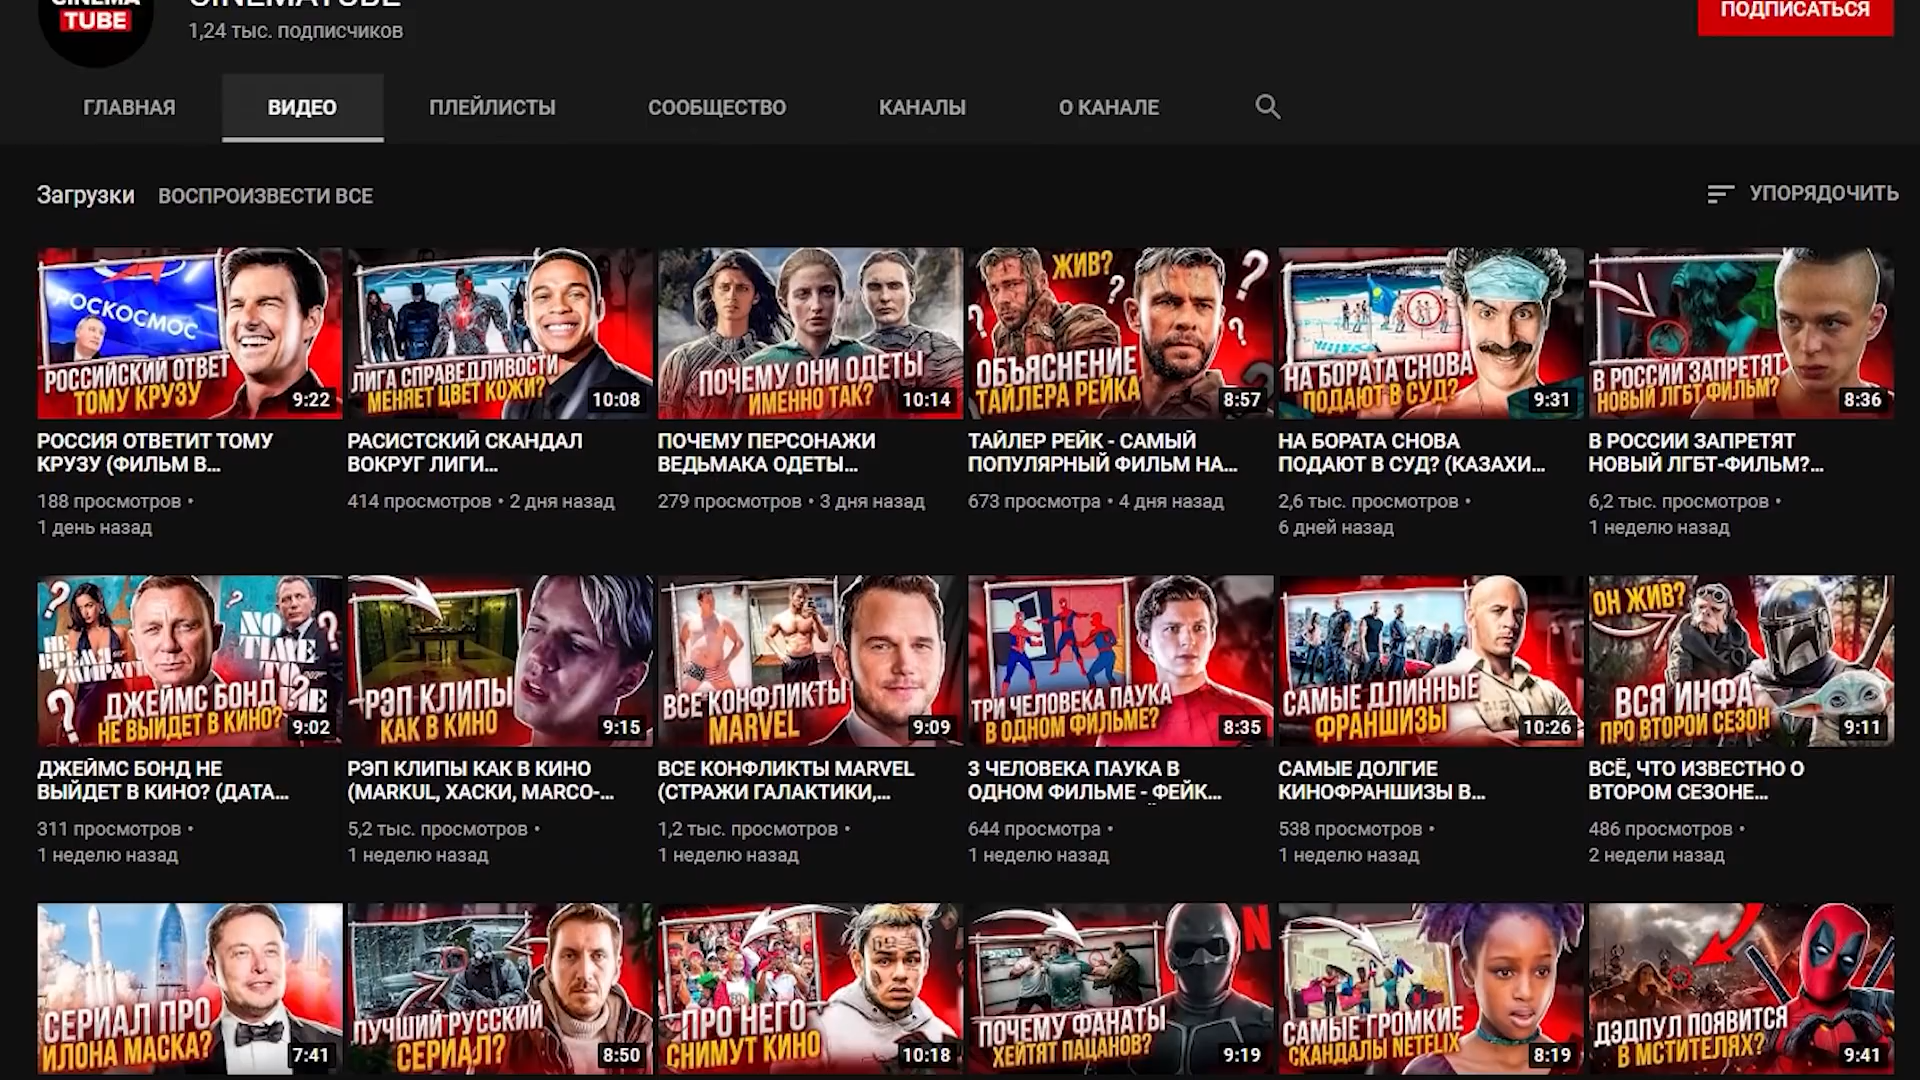 CINEMA
TUBE
CINEMATUBE
1,24 тыс. подписчиков
ПОДПИСАТЬСЯ
ГЛАВНАЯ
ВИДЕО
ПЛЕЙЛИСТЫ
СООБЩЕСТВО
КАНАЛЫ
О КАНАЛЕ
Загрузки
ВОСПРОИЗВЕСТИ ВСЕ
УПОРЯДОЧИТЬ
РОСКОСМОС
РОССИЙСКИЙ ОТВЕТ
ТОМУ КРУЗУ
9:22
ЛИГА СПРАВЕДЛИВОСТИ
МЕНЯЕТ ЦВЕТ КОЖИ?
10:08
ПОЧЕМУ ОНИ ОДЕТЫ
ИМЕННО ТАК?
10:14
ЖИВ?
? ? ? ?
ОБЪЯСНЕНИЕ
ТАЙЛЕРА РЕЙКА
8:57
НА БОРАТА СНОВА
ПОДАЮТ В СУД?
9:31
В РОССИИ ЗАПРЕТЯТ
НОВЫЙ ЛГБТ ФИЛЬМ?
8:36
РОССИЯ ОТВЕТИТ ТОМУ
КРУЗУ (ФИЛЬМ В...
188 просмотров •
1 день назад
РАСИСТСКИЙ СКАНДАЛ
ВОКРУГ ЛИГИ...
414 просмотров • 2 дня назад
ПОЧЕМУ ПЕРСОНАЖИ
ВЕДЬМАКА ОДЕТЫ...
279 просмотров • 3 дня назад
ТАЙЛЕР РЕЙК - САМЫЙ
ПОПУЛЯРНЫЙ ФИЛЬМ НА...
673 просмотра • 4 дня назад
НА БОРАТА СНОВА
ПОДАЮТ В СУД? (КАЗАХИ...
2,6 тыс. просмотров •
6 дней назад
В РОССИИ ЗАПРЕТЯТ
НОВЫЙ ЛГБТ-ФИЛЬМ?...
6,2 тыс. просмотров •
1 неделю назад
? ? ? ?
НЕ
ВРЕМЯ
УМИРАТЬ
NO
TIME
TO
ДЖЕЙМС БОНД
НЕ ВЫЙДЕТ В КИНО?
9:02
РЭП КЛИПЫ
КАК В КИНО
9:15
ВСЕ КОНФЛИКТЫ
MARVEL
9:09
ТРИ ЧЕЛОВЕКА ПАУКА
В ОДНОМ ФИЛЬМЕ?
8:35
САМЫЕ ДЛИННЫЕ
ФРАНШИЗЫ
10:26
ОН ЖИВ?
ВСЯ ИНФА
ПРО ВТОРОЙ СЕЗОН
9:11
ДЖЕЙМС БОНД НЕ
ВЫЙДЕТ В КИНО? (ДАТА...
311 просмотров •
1 неделю назад
РЭП КЛИПЫ КАК В КИНО
(MARKUL, ХАСКИ, MARCO-...
5,2 тыс. просмотров •
1 неделю назад
ВСЕ КОНФЛИКТЫ MARVEL
(СТРАЖИ ГАЛАКТИКИ,...
1,2 тыс. просмотров •
1 неделю назад
3 ЧЕЛОВЕКА ПАУКА В
ОДНОМ ФИЛЬМЕ - ФЕЙК...
644 просмотра •
1 неделю назад
САМЫЕ ДОЛГИЕ
КИНОФРАНШИЗЫ В...
538 просмотров •
1 неделю назад
ВСЁ, ЧТО ИЗВЕСТНО О
ВТОРОМ СЕЗОНЕ...
486 просмотров •
2 недели назад
СЕРИАЛ ПРО
ИЛОНА МАСКА?
7:41
ЛУЧШИЙ РУССКИЙ
СЕРИАЛ?
8:50
ПРО НЕГО
СНИМУТ КИНО
10:18
N
ПОЧЕМУ ФАНАТЫ
ХЕЙТЯТ ПАЦАНОВ?
9:19
САМЫЕ ГРОМКИЕ
СКАНДАЛЫ NETFLIX
8:19
ДЭДПУЛ ПОЯВИТСЯ
В МСТИТЕЛЯХ?
9:41